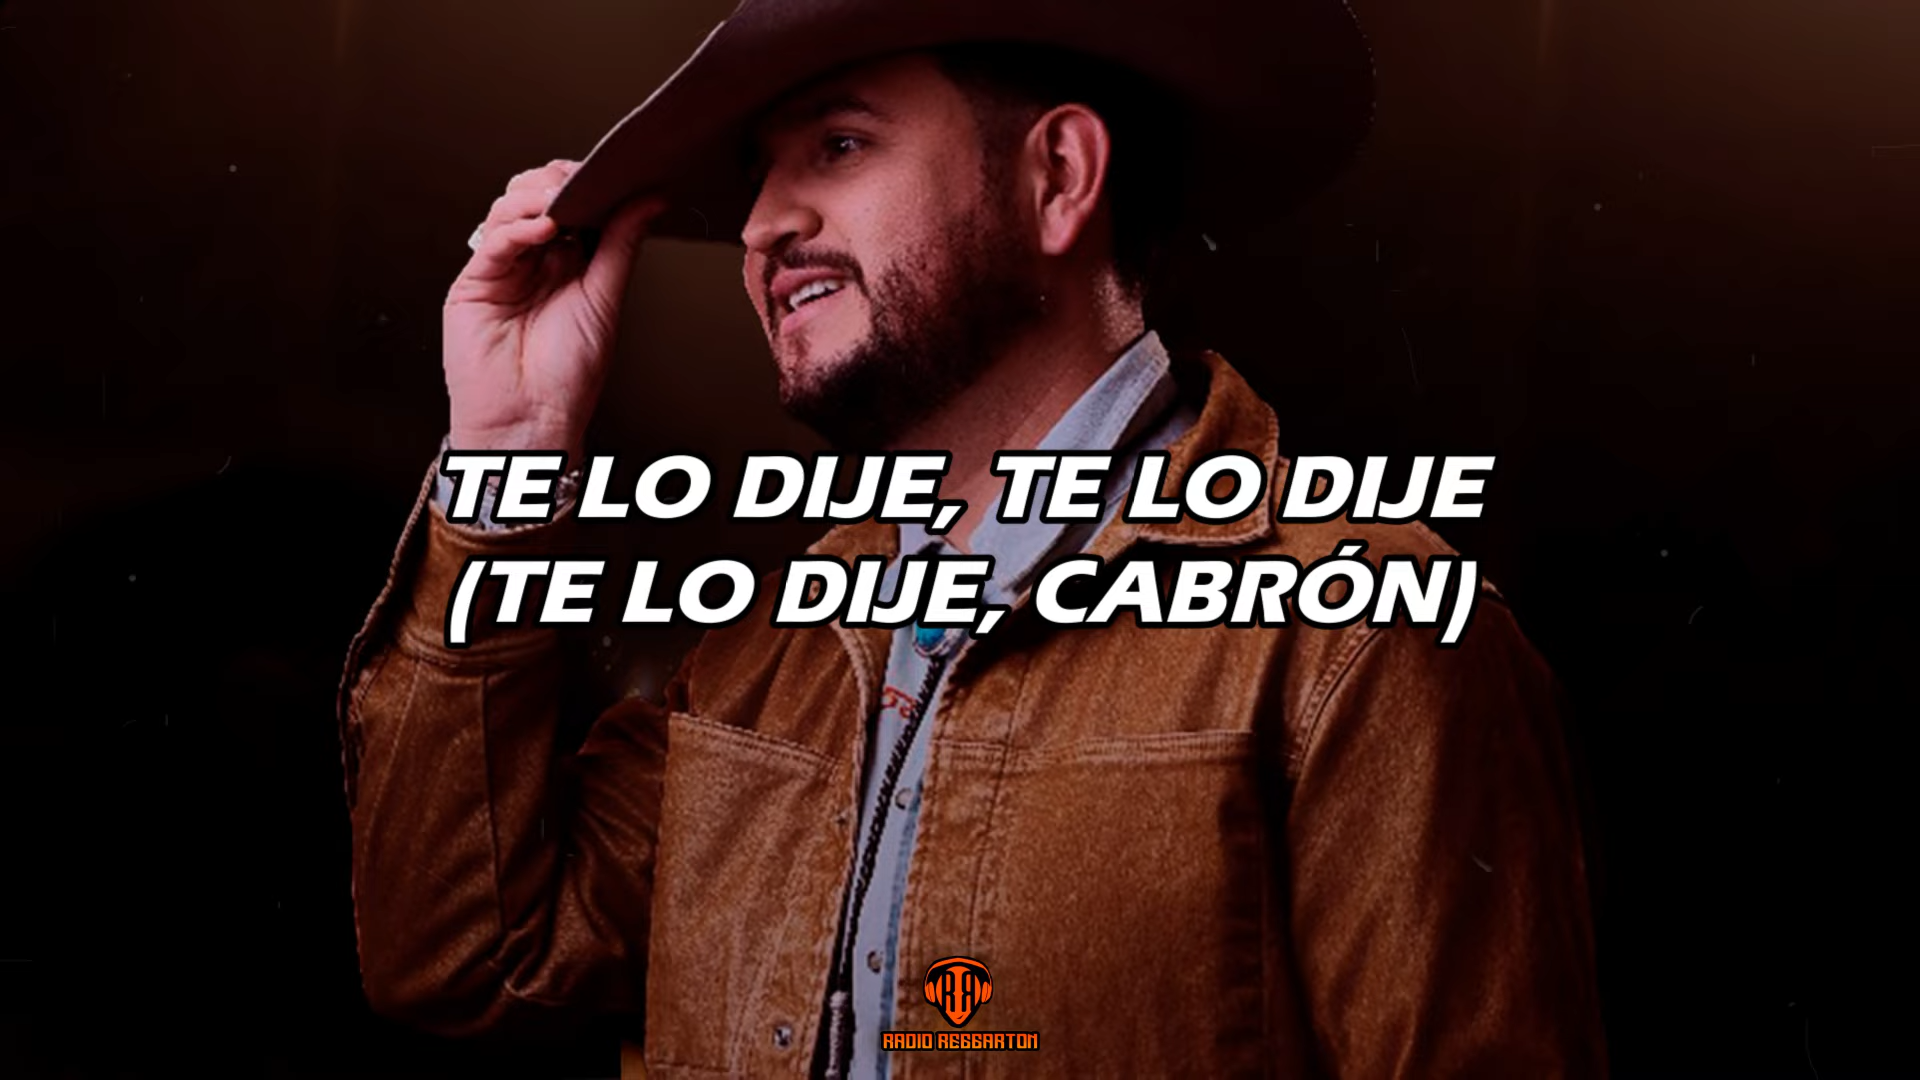 TE LO DIJE, TE LO DIJE
(TE LO DIJE, CABRÓN)
RADIO REGGAETON